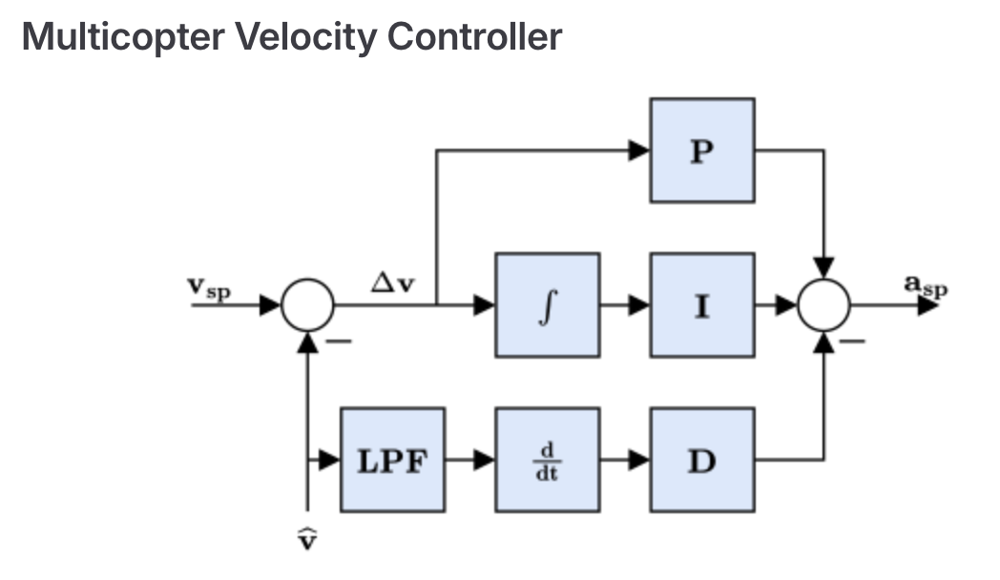 Multicopter Velocity Controller
P
v_sp
Δv
∫
I
a_sp
−
−
LPF
d/dt
D
v̂